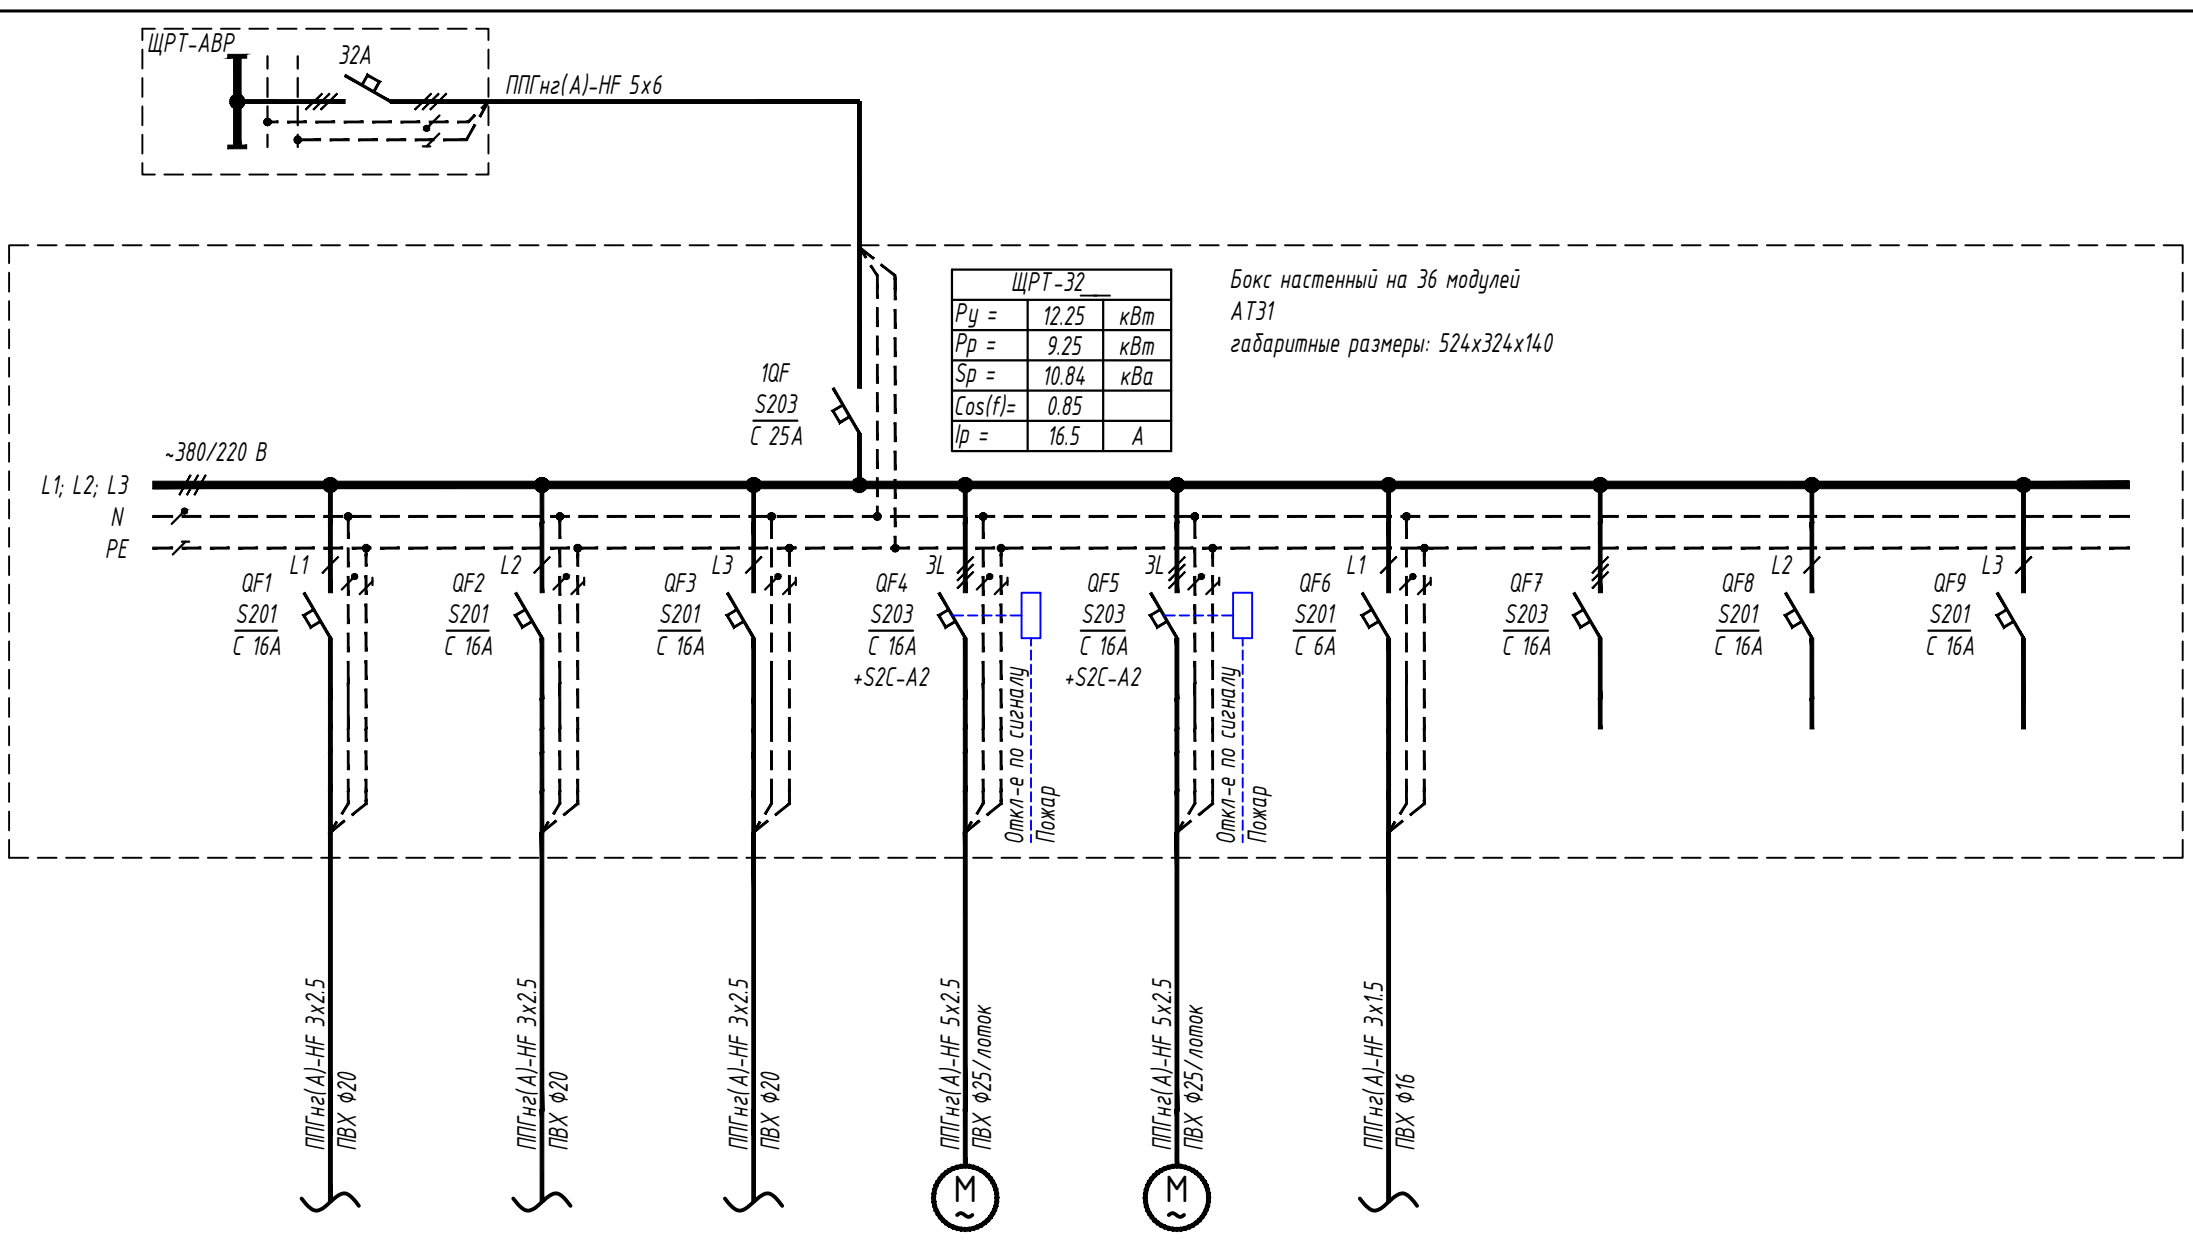 ЩРТ-АВР
32А
ППГнг(А)-HF 5х6
ЩРТ-32__
Ру = 12.25 кВт
Рр = 9.25 кВт
Sp = 10.84 кВа
Cos(f)= 0.85
Iр = 16.5 А
Бокс настенный на 36 модулей
АТ31
габаритные размеры: 524х324х140
1QF
S203
С 25А
~380/220 В
L1; L2; L3
N
PE
L1
QF1
S201
С 16А
L2
QF2
S201
С 16А
L3
QF3
S201
С 16А
3L
QF4
S203
С 16А
+S2C-A2
Откл-е по сигналу
Пожар
3L
QF5
S203
С 16А
+S2C-A2
Откл-е по сигналу
Пожар
L1
QF6
S201
С 6А
QF7
S203
С 16А
L2
QF8
S201
С 16А
L3
QF9
S201
С 16А
ППГнг(А)-HF 3х2.5
ПВХ ф20
ППГнг(А)-HF 3х2.5
ПВХ ф20
ППГнг(А)-HF 3х2.5
ПВХ ф20
ППГнг(А)-HF 5х2.5
ПВХ ф25/лоток
ППГнг(А)-HF 5х2.5
ПВХ ф25/лоток
ППГнг(А)-HF 3х1.5
ПВХ ф16
М
~
М
~